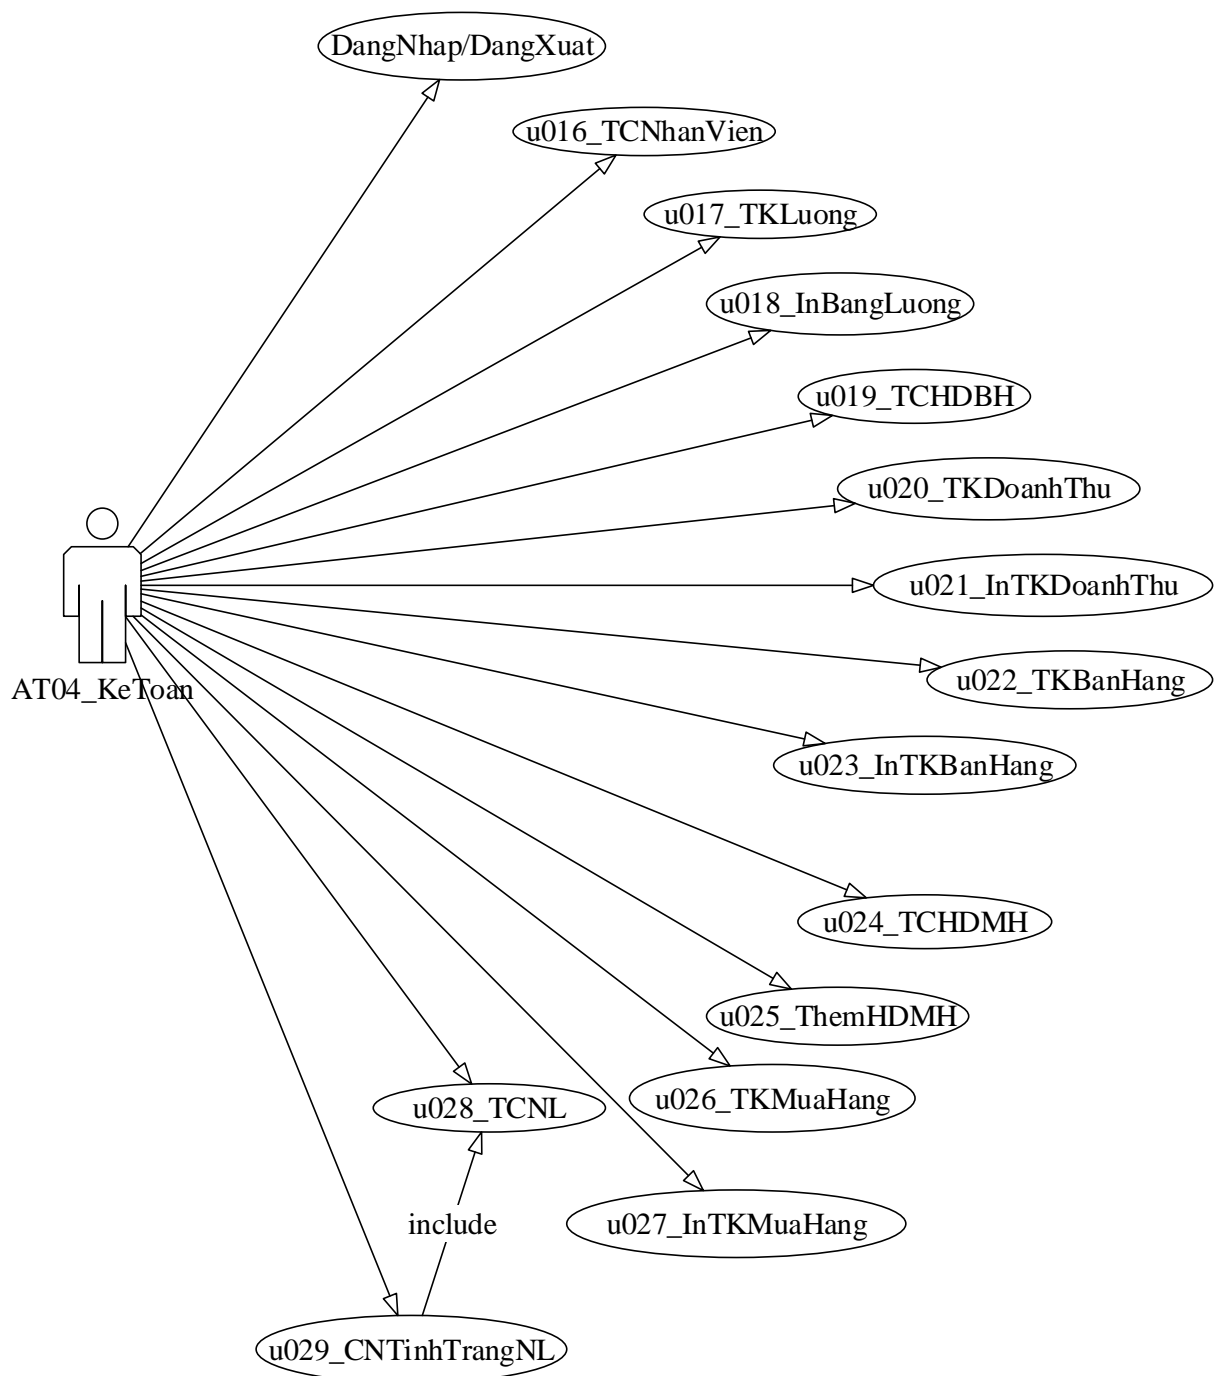 DangNhap/DangXuat
u016_TCNhanVien
u017_TKLuong
u018_InBangLuong
u019_TCHDBH
u020_TKDoanhThu
u021_InTKDoanhThu
u022_TKBanHang
AT04_KeToan
u023_InTKBanHang
u024_TCHDMH
u025_ThemHDMH
u026_TKMuaHang
u028_TCNL
include
u027_InTKMuaHang
u029_CNTinhTrangNL